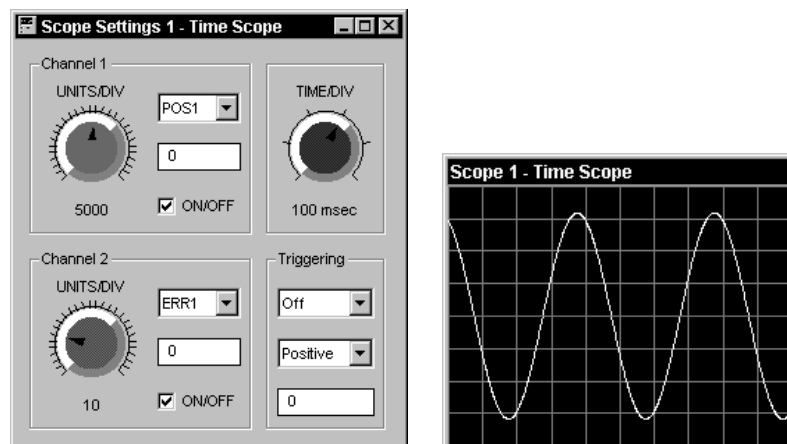 Scope Settings 1 - Time Scope
Channel 1
UNITS/DIV
POS1
0
5000
ON/OFF
TIME/DIV
100 msec
Channel 2
UNITS/DIV
ERR1
0
10
ON/OFF
Triggering
Off
Positive
0
Scope 1 - Time Scope